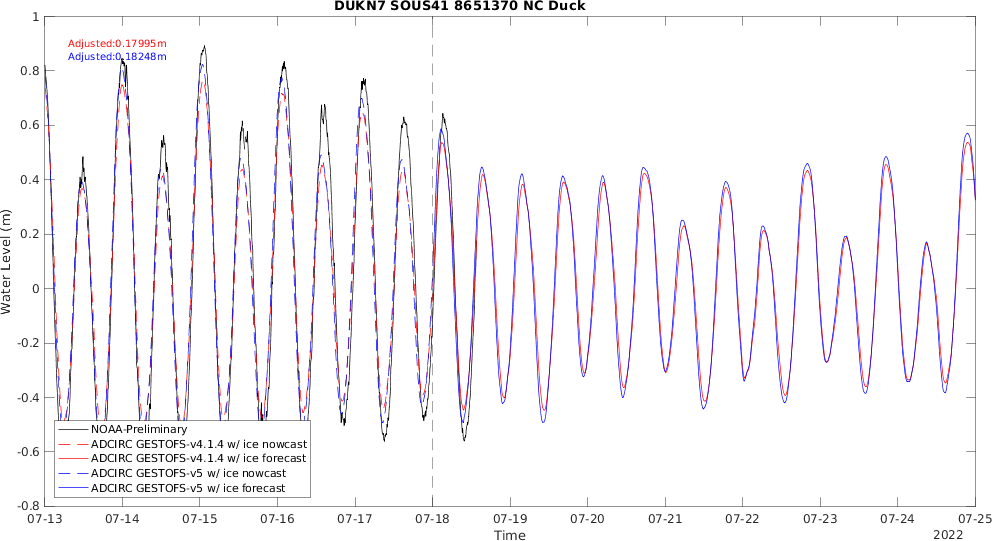 DUKN7 SOUS41 8651370 NC Duck
Adjusted:0.17995m
Adjusted:0.18248m
Water Level (m)
1
0.8
0.6
0.4
0.2
0
-0.2
-0.4
-0.6
-0.8
NOAA-Preliminary
ADCIRC GESTOFS-v4.1.4 w/ ice nowcast
ADCIRC GESTOFS-v4.1.4 w/ ice forecast
ADCIRC GESTOFS-v5 w/ ice nowcast
ADCIRC GESTOFS-v5 w/ ice forecast
07-13 07-14 07-15 07-16 07-17 07-18 07-19 07-20 07-21 07-22 07-23 07-24 07-25
Time
2022